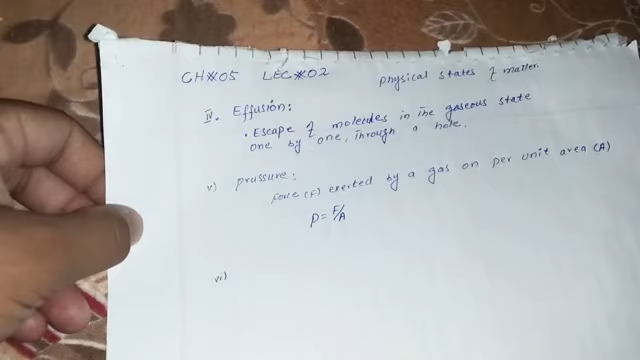 CH#05 LEC#02 physical states of matter.
IV. Effusion:
• Escape of molecules in the gaseous state
one by one, through a hole.
v) prussure:
force (F) exerted by a gas on per unit area (A)
P = F/A
vi)